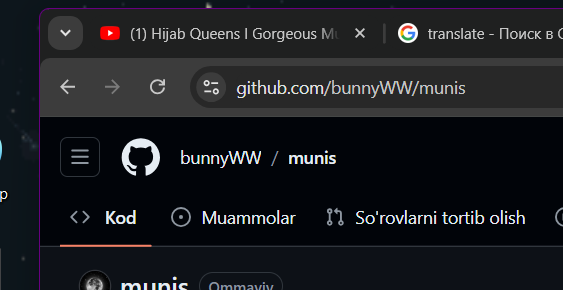 (1) Hijab Queens I Gorgeous
translate - Поиск в
github.com/bunnyWW/munis
bunnyWW / munis
Kod Muammolar So'rovlarni tortib olish
munis Ommaviy